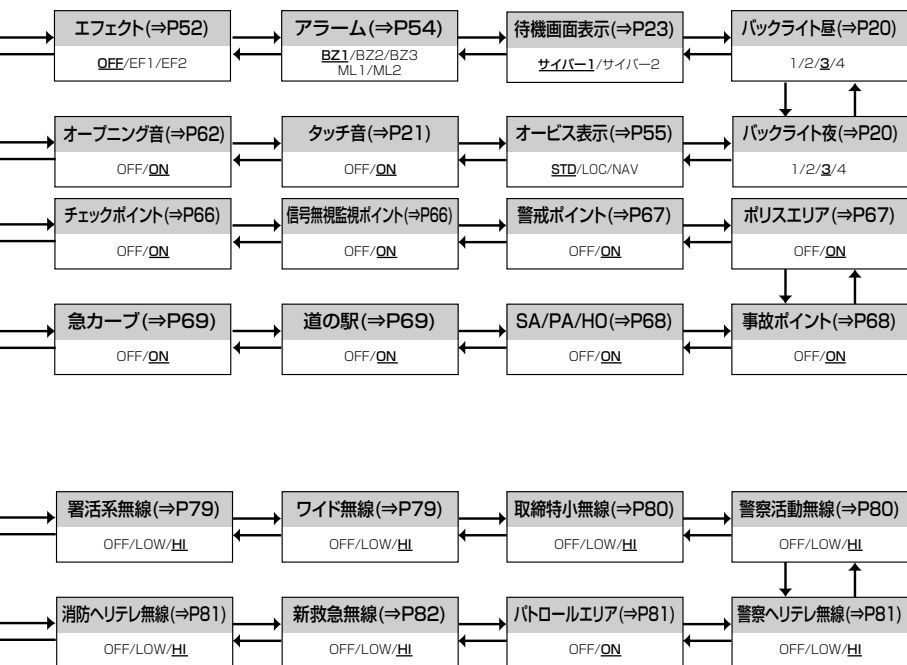 エフェクト(⇒P52)
OFF/EF1/EF2
アラーム(⇒P54)
BZ1/BZ2/BZ3
ML1/ML2
待機画面表示(⇒P23)
サイバー1/サイバー2
バックライト昼(⇒P20)
1/2/3/4
オープニング音(⇒P62)
OFF/ON
タッチ音(⇒P21)
OFF/ON
オービス表示(⇒P55)
STD/LOC/NAV
バックライト夜(⇒P20)
1/2/3/4
チェックポイント(⇒P66)
OFF/ON
信号無視監視ポイント(⇒P66)
OFF/ON
警戒ポイント(⇒P67)
OFF/ON
ポリスエリア(⇒P67)
OFF/ON
急カーブ(⇒P69)
OFF/ON
道の駅(⇒P69)
OFF/ON
SA/PA/HO(⇒P68)
OFF/ON
事故ポイント(⇒P68)
OFF/ON
署活系無線(⇒P79)
OFF/LOW/HI
ワイド無線(⇒P79)
OFF/LOW/HI
取締特小無線(⇒P80)
OFF/LOW/HI
警察活動無線(⇒P80)
OFF/LOW/HI
消防ヘリテレ無線(⇒P81)
OFF/LOW/HI
新救急無線(⇒P82)
OFF/LOW/HI
パトロールエリア(⇒P81)
OFF/ON
警察ヘリテレ無線(⇒P81)
OFF/LOW/HI